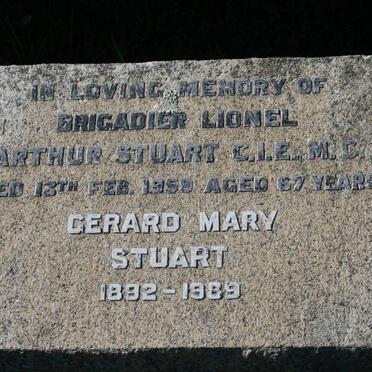 IN LOVING MEMORY OF
BRIGADIER LIONEL
ARTHUR STUART C.I.E., M.C.
ED 13TH FEB. 1959 AGED 67 YEARS
GERARD MARY
STUART
1892-1989